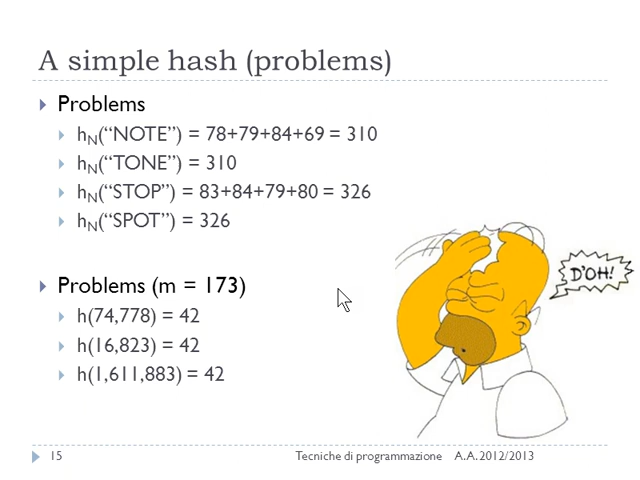 A simple hash (problems)
Problems
hN(“NOTE”) = 78+79+84+69 = 310
hN(“TONE”) = 310
hN(“STOP”) = 83+84+79+80 = 326
hN(“SPOT”) = 326
Problems (m = 173)
h(74,778) = 42
h(16,823) = 42
h(1,611,883) = 42
D'OH!
15 Tecniche di programmazione A.A. 2012/2013